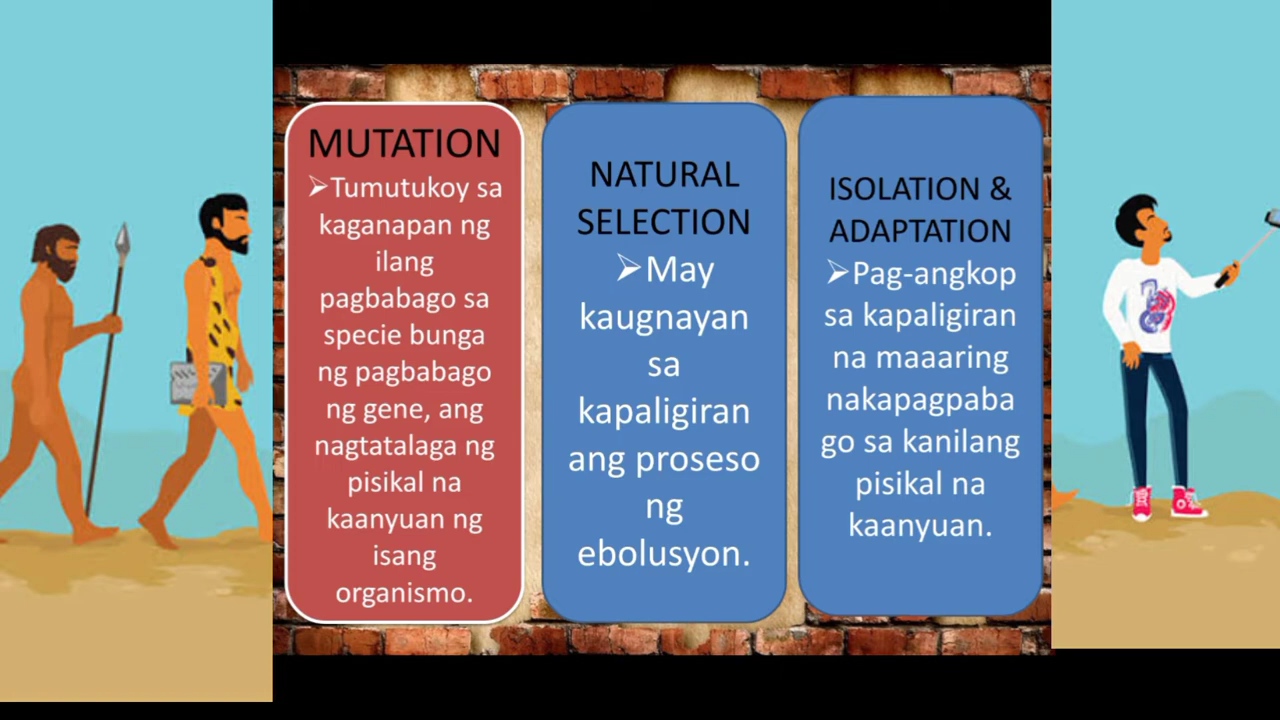 MUTATION
➢Tumutukoy sa
kaganapan ng
ilang
pagbabago sa
specie bunga
ng pagbabago
ng gene, ang
nagtatalaga ng
pisikal na
kaanyuan ng
isang
organismo.
NATURAL
SELECTION
➢May
kaugnayan
sa
kapaligiran
ang proseso
ng
ebolusyon.
ISOLATION &
ADAPTATION
➢Pag-angkop
sa kapaligiran
na maaaring
nakapagpaba
go sa kanilang
pisikal na
kaanyuan.